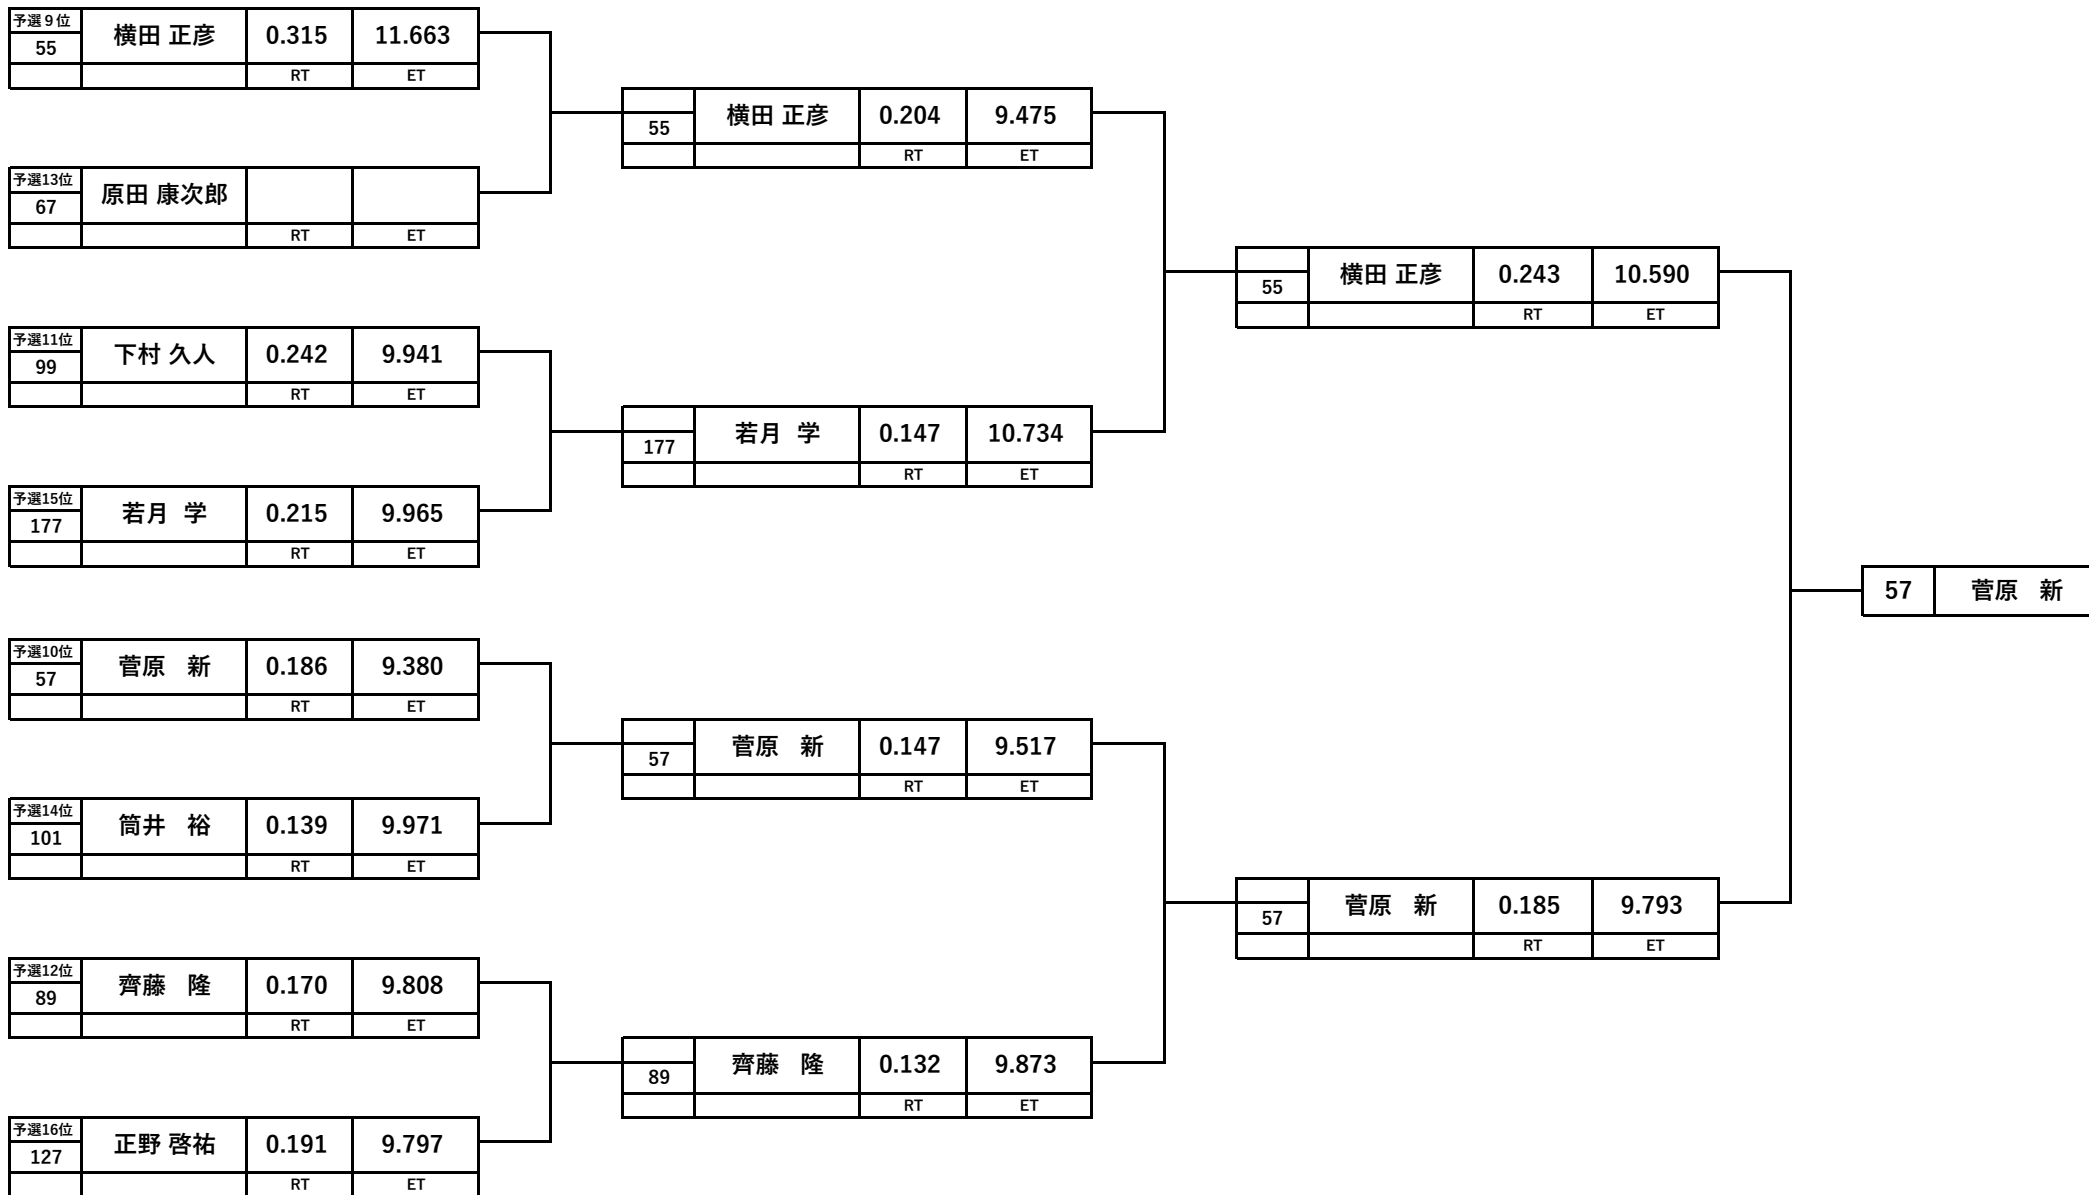 予選９位
55
横田 正彦
0.315
11.663
RT
ET
予選13位
67
原田 康次郎
RT
ET
予選11位
99
下村 久人
0.242
9.941
RT
ET
予選15位
177
若月 学
0.215
9.965
RT
ET
予選10位
57
菅原 新
0.186
9.380
RT
ET
予選14位
101
筒井 裕
0.139
9.971
RT
ET
予選12位
89
齊藤 隆
0.170
9.808
RT
ET
予選16位
127
正野 啓祐
0.191
9.797
RT
ET
55
横田 正彦
0.204
9.475
RT
ET
177
若月 学
0.147
10.734
RT
ET
57
菅原 新
0.147
9.517
RT
ET
89
齊藤 隆
0.132
9.873
RT
ET
55
横田 正彦
0.243
10.590
RT
ET
57
菅原 新
0.185
9.793
RT
ET
57
菅原 新